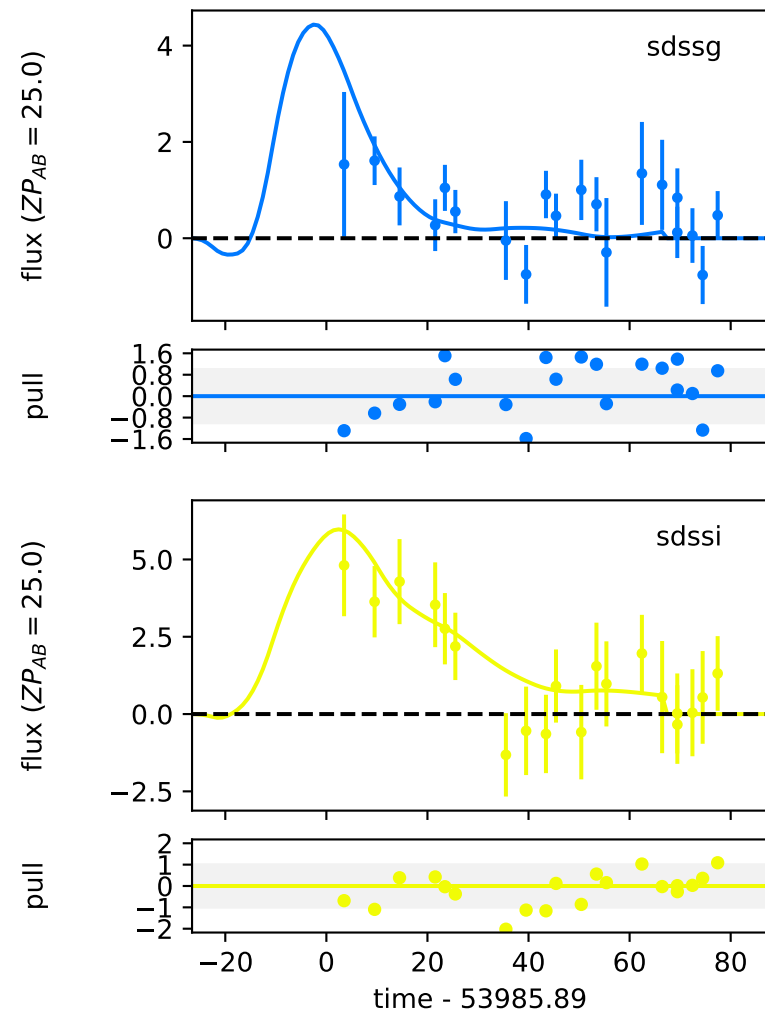 sdssg
flux (ZP_AB = 25.0)
4
2
0
pull
1.6
0.8
0.0
−0.8
−1.6
sdssi
flux (ZP_AB = 25.0)
5.0
2.5
0.0
−2.5
pull
2
1
0
−1
−2
−20 0 20 40 60 80
time - 53985.89